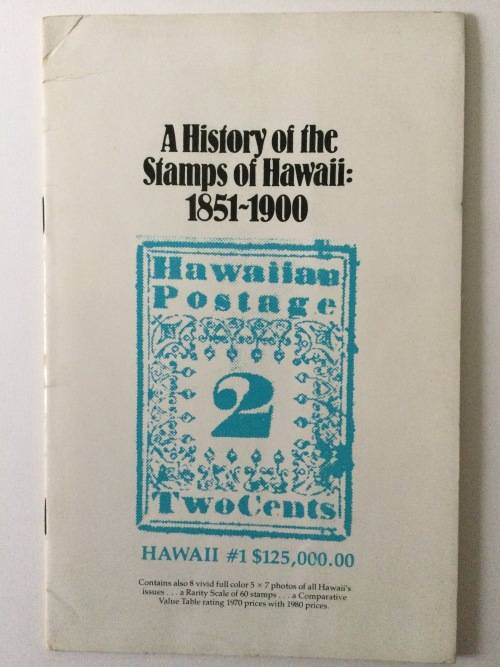 A History of the
Stamps of Hawaii:
1851-1900
Hawaiian
Postage
2
Two Cents
HAWAII #1 $125,000.00
Contains also 8 vivid full color 5 × 7 photos of all Hawaii's
issues . . . a Rarity Scale of 60 stamps . . . a Comparative
Value Table rating 1970 prices with 1980 prices.